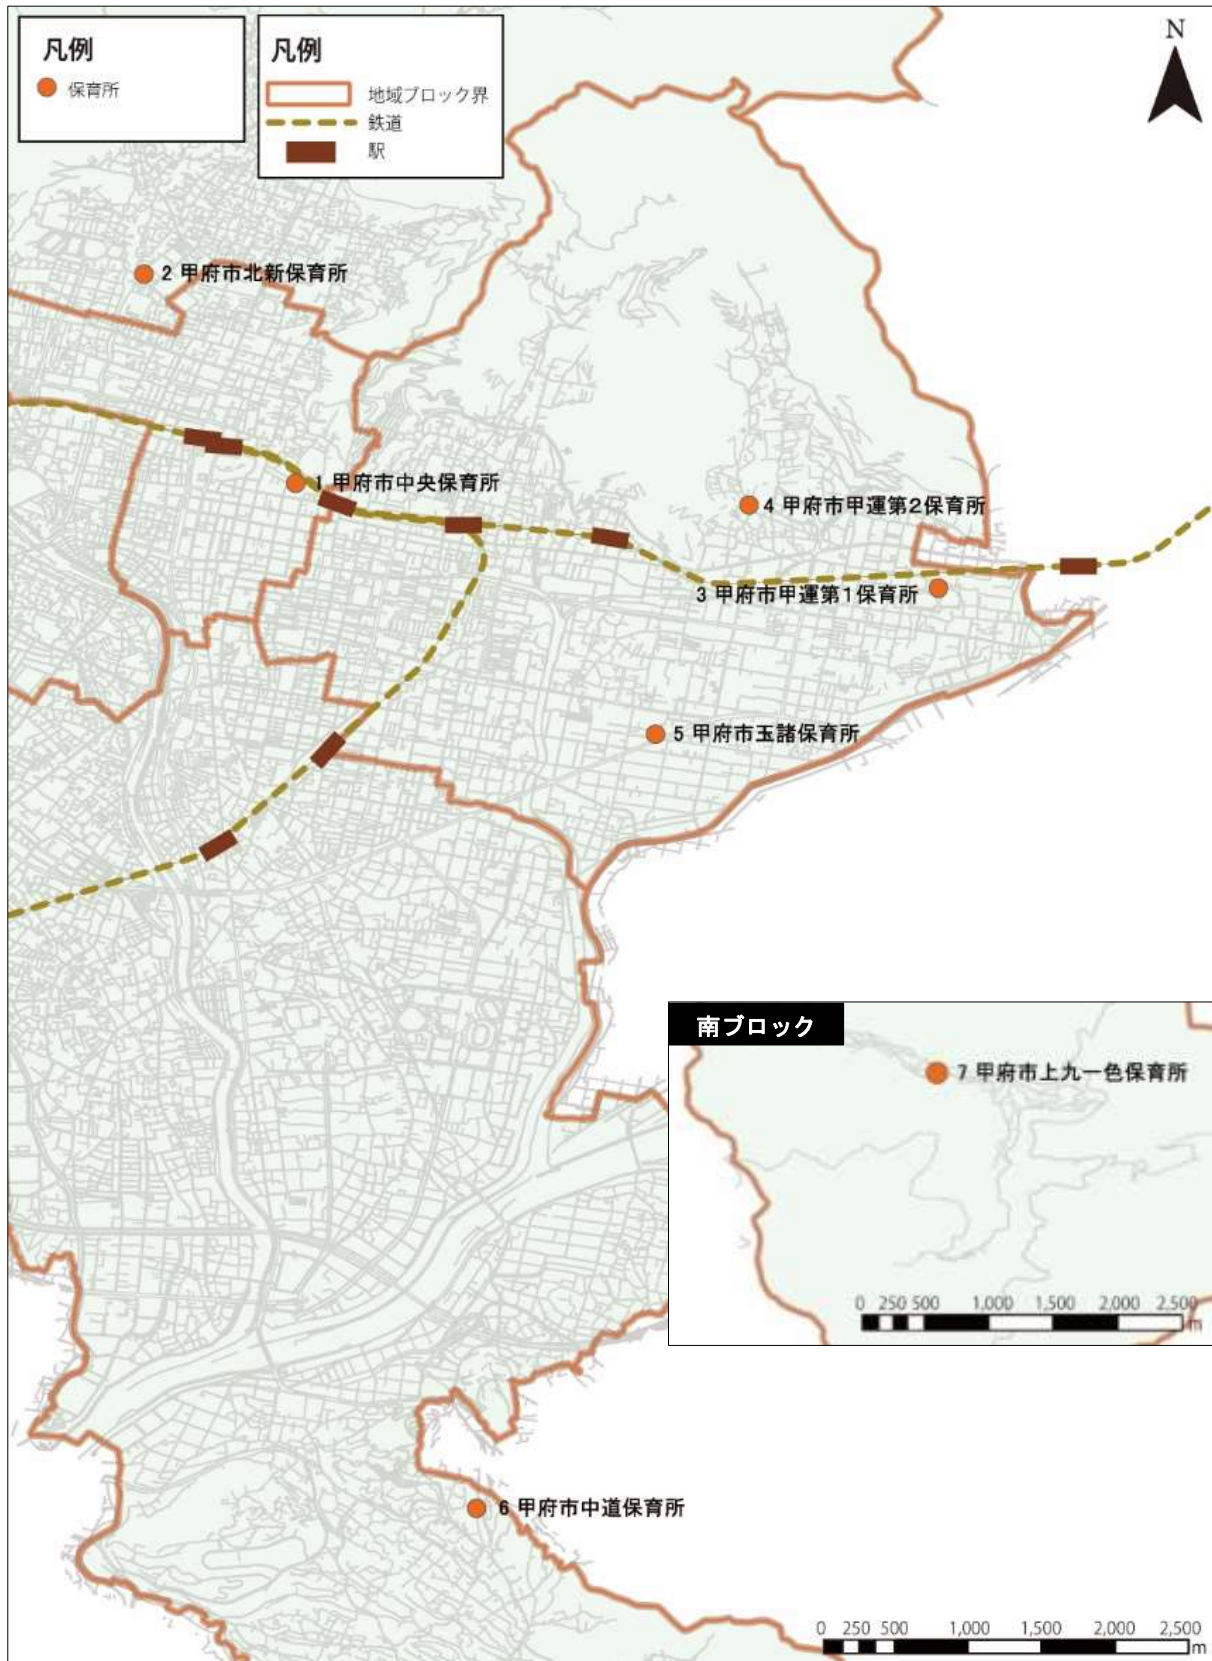 凡例
保育所
凡例
地域ブロック界
鉄道
駅
N
2 甲府市北新保育所
1 甲府市中央保育所
4 甲府市甲運第2保育所
3 甲府市甲運第1保育所
5 甲府市玉諸保育所
南ブロック
7 甲府市上九一色保育所
0 250 500 1,000 1,500 2,000 2,500
m
6 甲府市中道保育所
0 250 500 1,000 1,500 2,000 2,500
m